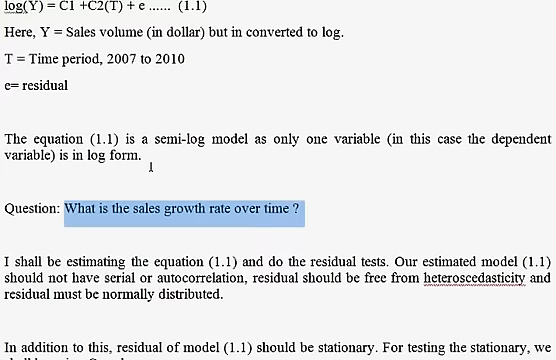 log(Y) = C1 +C2(T) + e ...... (1.1)
Here, Y = Sales volume (in dollar) but in converted to log.
T = Time period, 2007 to 2010
e= residual
The equation (1.1) is a semi-log model as only one variable (in this case the dependent
variable) is in log form.
Question: What is the sales growth rate over time ?
I shall be estimating the equation (1.1) and do the residual tests. Our estimated model (1.1)
should not have serial or autocorrelation, residual should be free from heteroscedasticity and
residual must be normally distributed.
In addition to this, residual of model (1.1) should be stationary. For testing the stationary, we